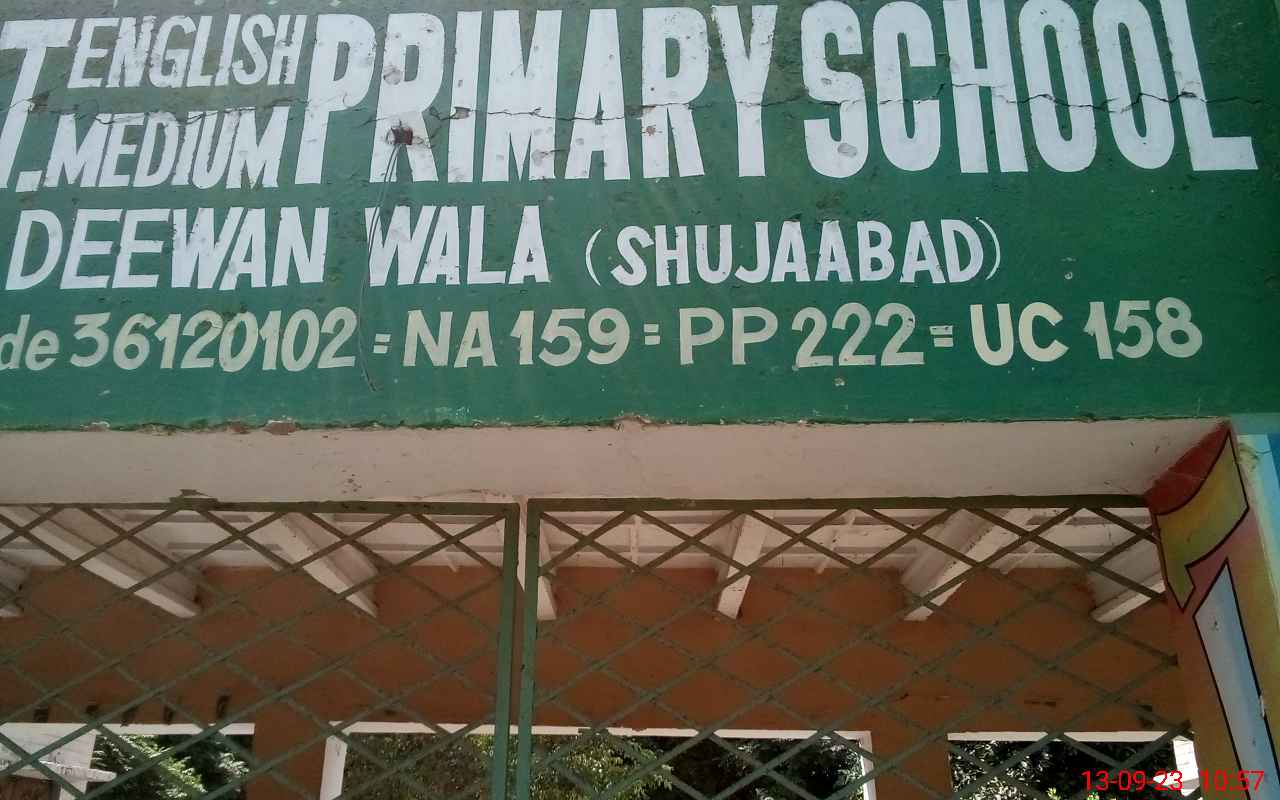 T. ENGLISH MEDIUM PRIMARY SCHOOL
DEEWAN WALA (SHUJAABAD)
de 36120102 = NA 159 = PP 222 = UC 158
13-09-23 10:57